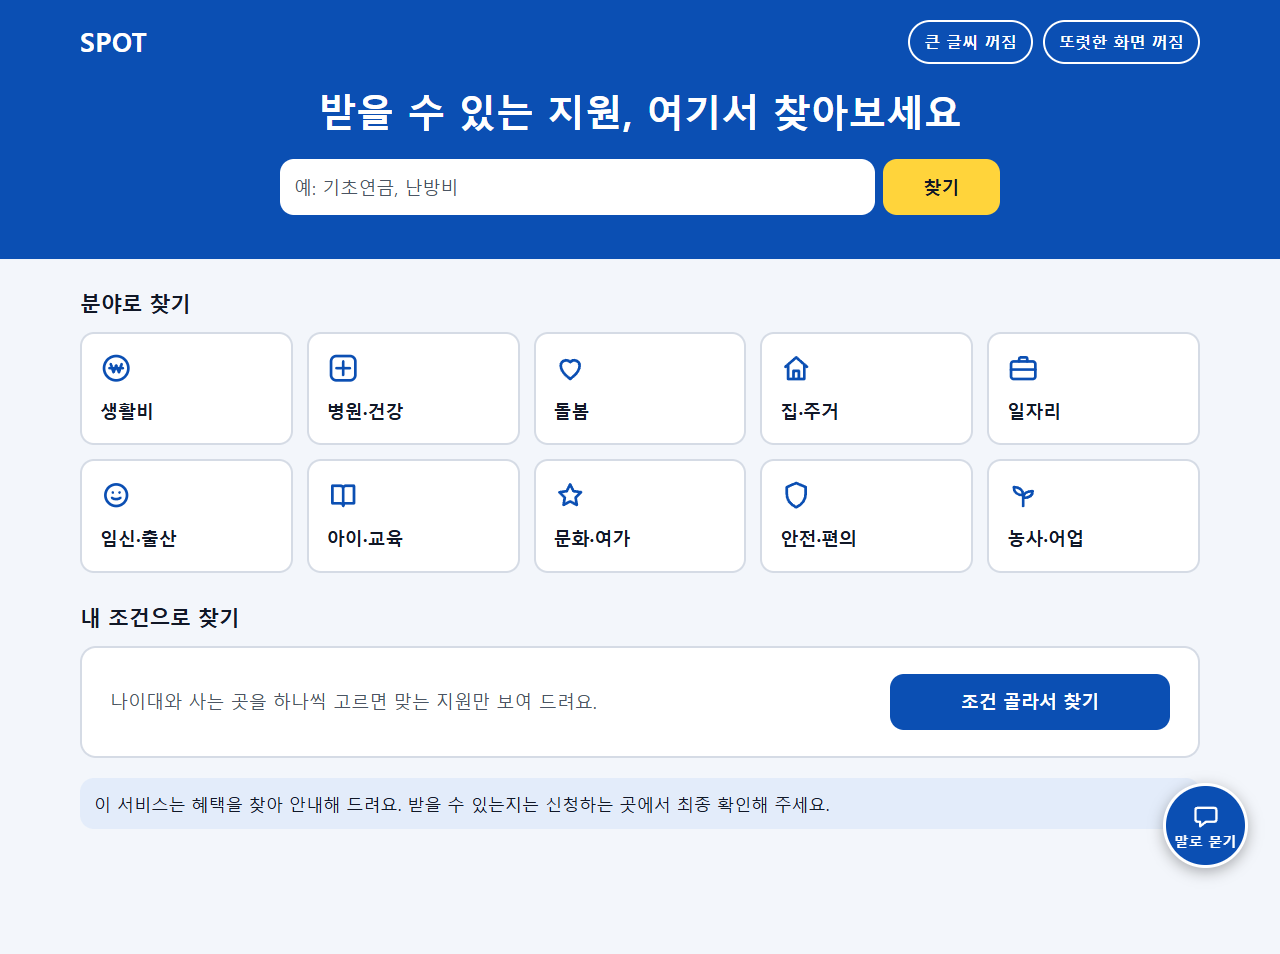 SPOT
큰 글씨 꺼짐
또렷한 화면 꺼짐
받을 수 있는 지원, 여기서 찾아보세요
예: 기초연금, 난방비
찾기
분야로 찾기
생활비
병원·건강
돌봄
집·주거
일자리
임신·출산
아이·교육
문화·여가
안전·편의
농사·어업
내 조건으로 찾기
나이대와 사는 곳을 하나씩 고르면 맞는 지원만 보여 드려요.
조건 골라서 찾기
이 서비스는 혜택을 찾아 안내해 드려요. 받을 수 있는지는 신청하는 곳에서 최종 확인해 주세요.
말로 묻기